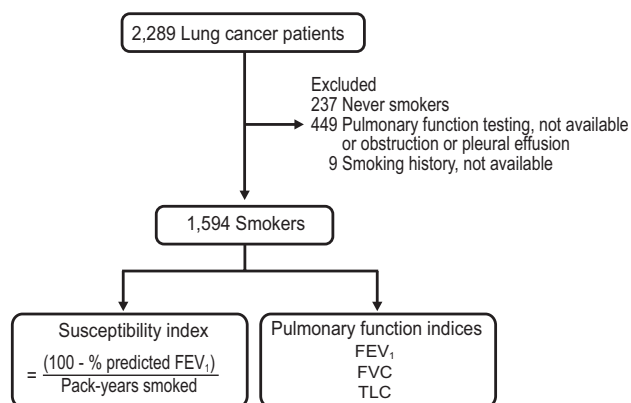 2,289 Lung cancer patients
Excluded
237 Never smokers
449 Pulmonary function testing, not available
or obstruction or pleural effusion
9 Smoking history, not available
1,594 Smokers
Susceptibility index
= (100 - % predicted FEV₁)
Pack-years smoked
Pulmonary function indices
FEV₁
FVC
TLC